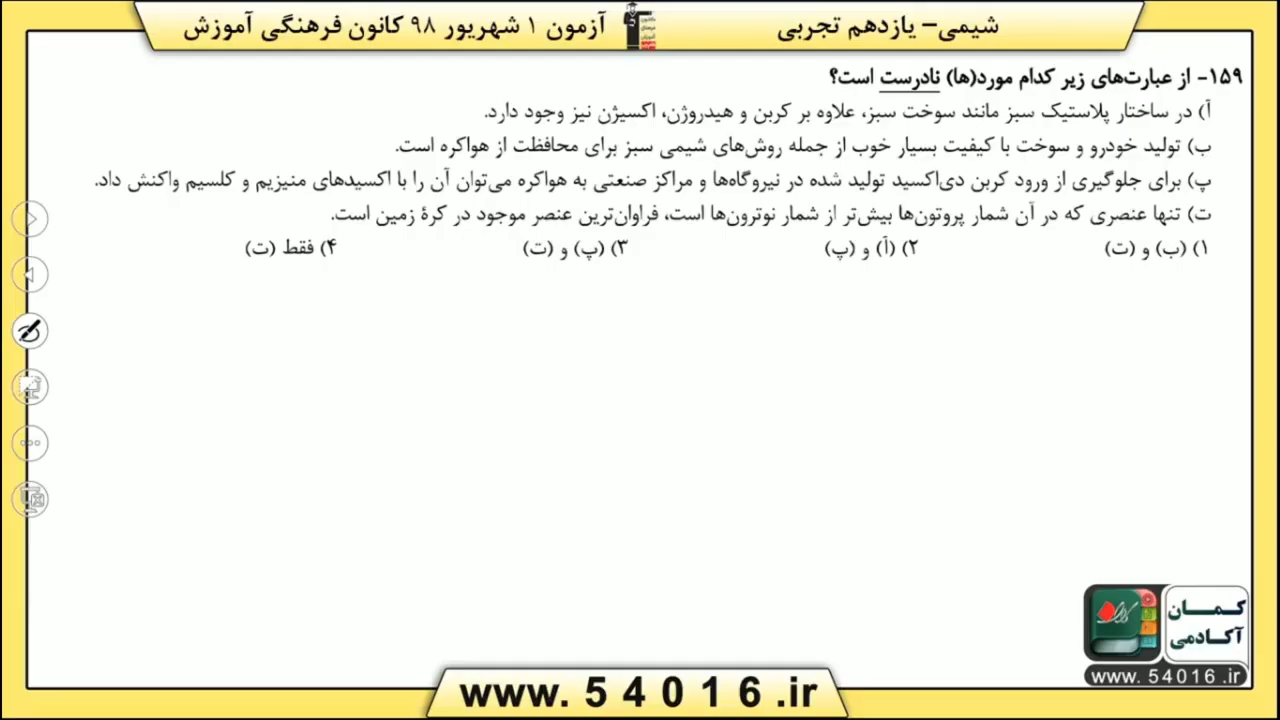 شیمی- یازدهم تجربی
آزمون ۱ شهریور ۹۸ کانون فرهنگی آموزش
۱۵۹- از عبارت‌های زیر کدام مورد(ها) نادرست است؟
آ) در ساختار پلاستیک سبز مانند سوخت سبز، علاوه بر کربن و هیدروژن، اکسیژن نیز وجود دارد.
ب) تولید خودرو و سوخت با کیفیت بسیار خوب از جمله روش‌های شیمی سبز برای محافظت از هواکره است.
پ) برای جلوگیری از ورود کربن دی‌اکسید تولید شده در نیروگاه‌ها و مراکز صنعتی به هواکره می‌توان آن را با اکسیدهای منیزیم و کلسیم واکنش داد.
ت) تنها عنصری که در آن شمار پروتون‌ها بیش‌تر از شمار نوترون‌ها است، فراوان‌ترین عنصر موجود در کرهٔ زمین است.
۱) (ب) و (ت) ۲) (آ) و (پ) ۳) (پ) و (ت) ۴) فقط (ت)
کمان
آکادمی
www. 54016 .ir
www. 5 4 0 1 6 .ir